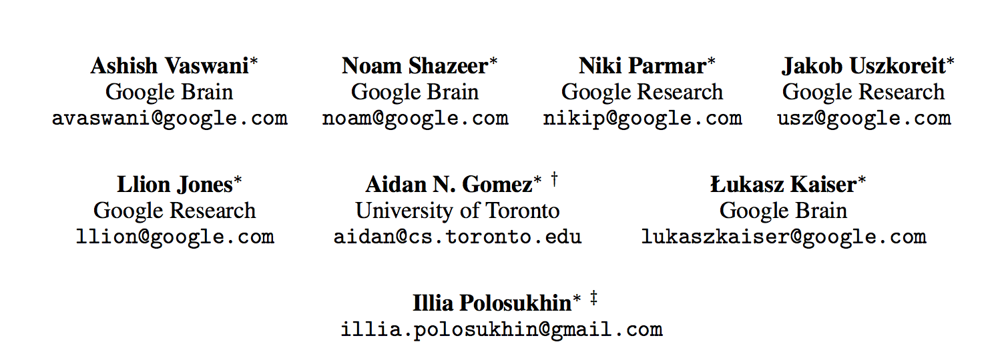 Ashish Vaswani* Noam Shazeer* Niki Parmar* Jakob Uszkoreit*
Google Brain Google Brain Google Research Google Research
avaswani@google.com noam@google.com nikip@google.com usz@google.com
Llion Jones* Aidan N. Gomez* † Łukasz Kaiser*
Google Research University of Toronto Google Brain
llion@google.com aidan@cs.toronto.edu lukaszkaiser@google.com
Illia Polosukhin* ‡
illia.polosukhin@gmail.com